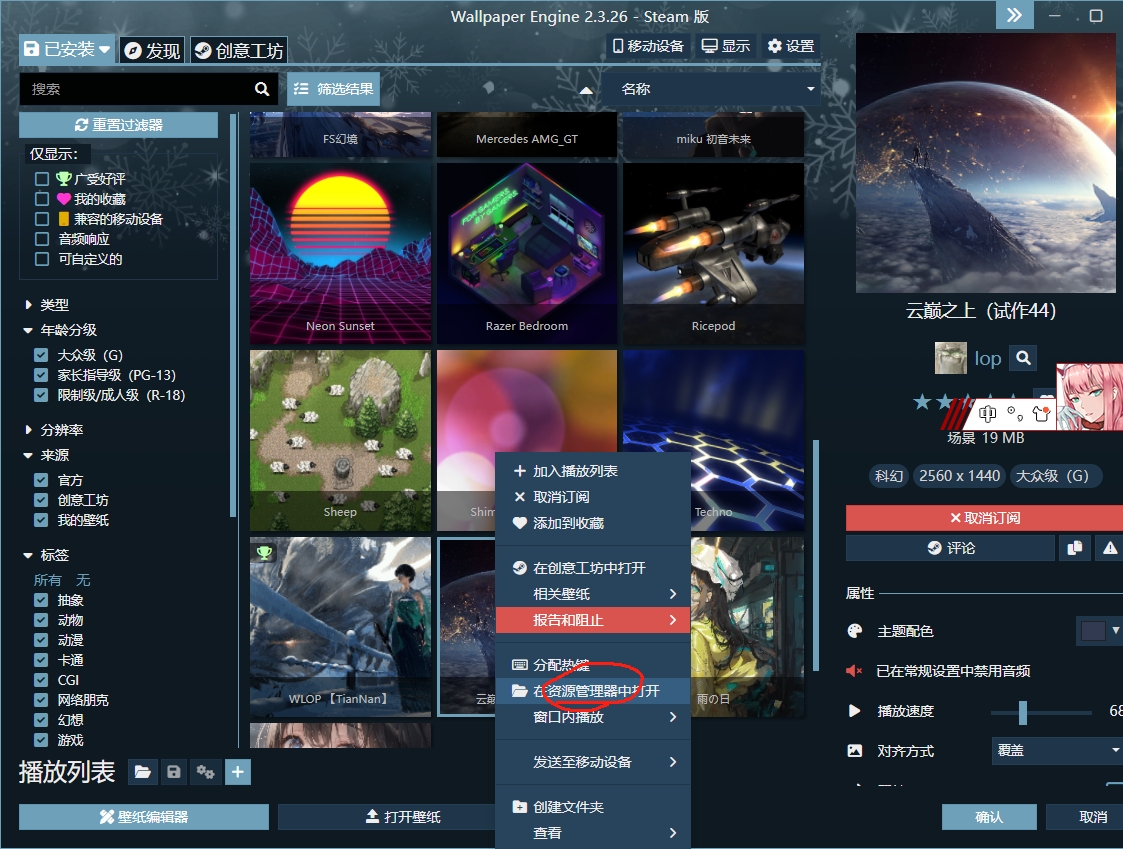 Wallpaper Engine 2.3.26 - Steam 版
已安装
发现
创意工坊
移动设备
显示
设置
搜索
筛选结果
名称
重置过滤器
仅显示：
广受好评
我的收藏
兼容的移动设备
音频响应
可自定义的
类型
年龄分级
大众级（G）
家长指导级（PG-13）
限制级/成人级（R-18）
分辨率
来源
官方
创意工坊
我的壁纸
标签
所有 无
抽象
动物
动漫
卡通
CGI
网络朋克
幻想
游戏
FS幻境
Mercedes AMG_GT
miku 初音未来
Neon Sunset
FOR GAMERS
BY GAMERS
Razer Bedroom
Ricepod
Sheep
Shim
Techno
WLOP【TianNan】
云巅
雨の日
加入播放列表
取消订阅
添加到收藏
在创意工坊中打开
相关壁纸
报告和阻止
分配热键
在资源管理器中打开
窗口内播放
发送至移动设备
创建文件夹
查看
播放列表
壁纸编辑器
打开壁纸
云巅之上（试作44）
lop
中
场景 19 MB
科幻
2560 x 1440
大众级（G）
取消订阅
评论
属性
主题配色
已在常规设置中禁用音频
播放速度
68
对齐方式
覆盖
确认
取消